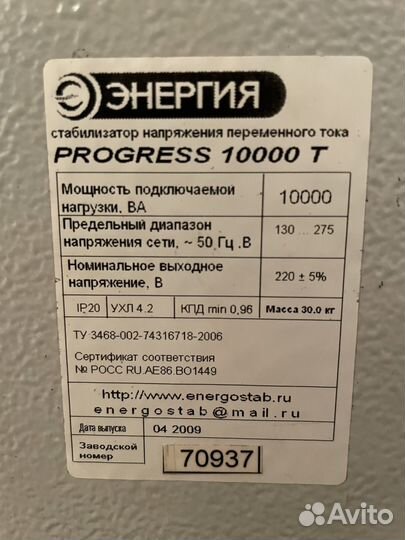 ЭНЕРГИЯ
стабилизатор напряжения переменного тока
PROGRESS 10000 T
Мощность подключаемой
нагрузки, ВА
10000
Предельный диапазон
напряжения сети, ~ 50 Гц .В
130 ... 275
Номинальное выходное
напряжение, В
220 ± 5%
IP20 УХЛ 4.2 КПД min 0,96 Масса 30.0 кг
ТУ 3468-002-74316718-2006
Сертификат соответствия
№ РОСС RU.АЕ86 ВО1449
http://www.energostab.ru
energostab@mail.ru
Дата выпуска 04 2009
Заводской
номер
70937
Avito